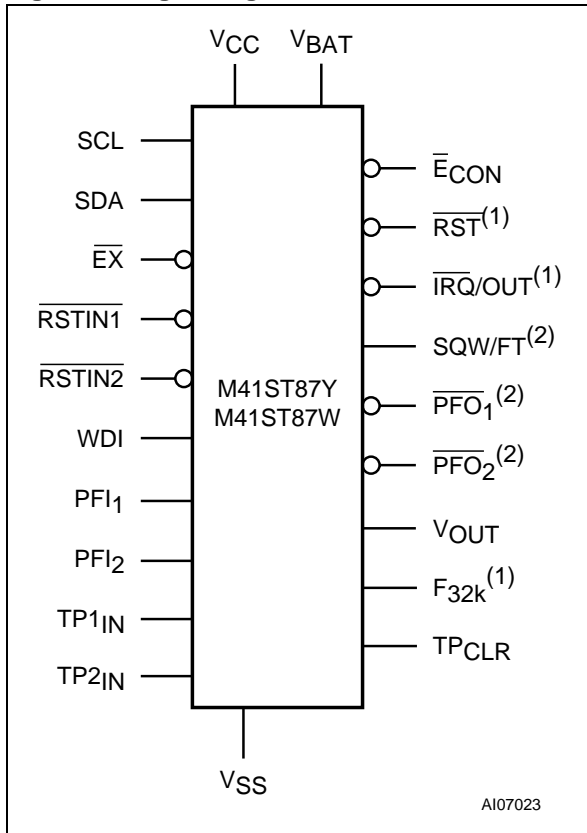 VCC VBAT
SCL
SDA
EX
RSTIN1
RSTIN2
WDI
PFI1
PFI2
TP1IN
TP2IN
M41ST87Y
M41ST87W
ECON
RST(1)
IRQ/OUT(1)
SQW/FT(2)
PFO1(2)
PFO2(2)
VOUT
F32k(1)
TPCLR
VSS
AI07023